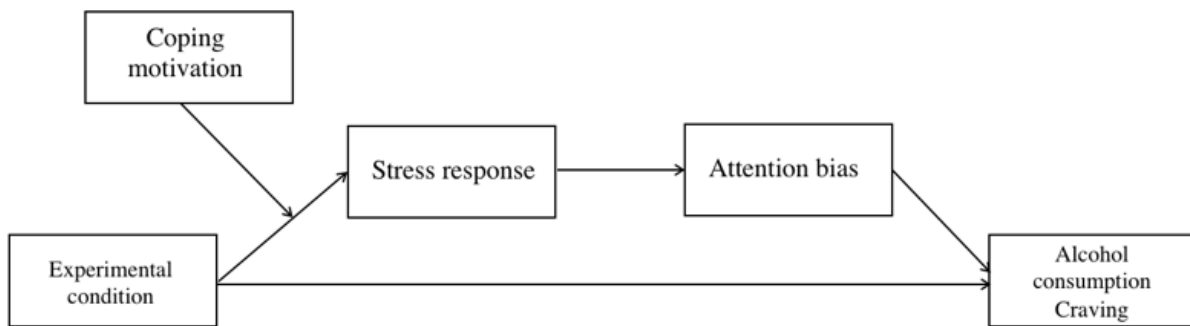 Coping
motivation
Stress response
Attention bias
Experimental
condition
Alcohol
consumption
Craving